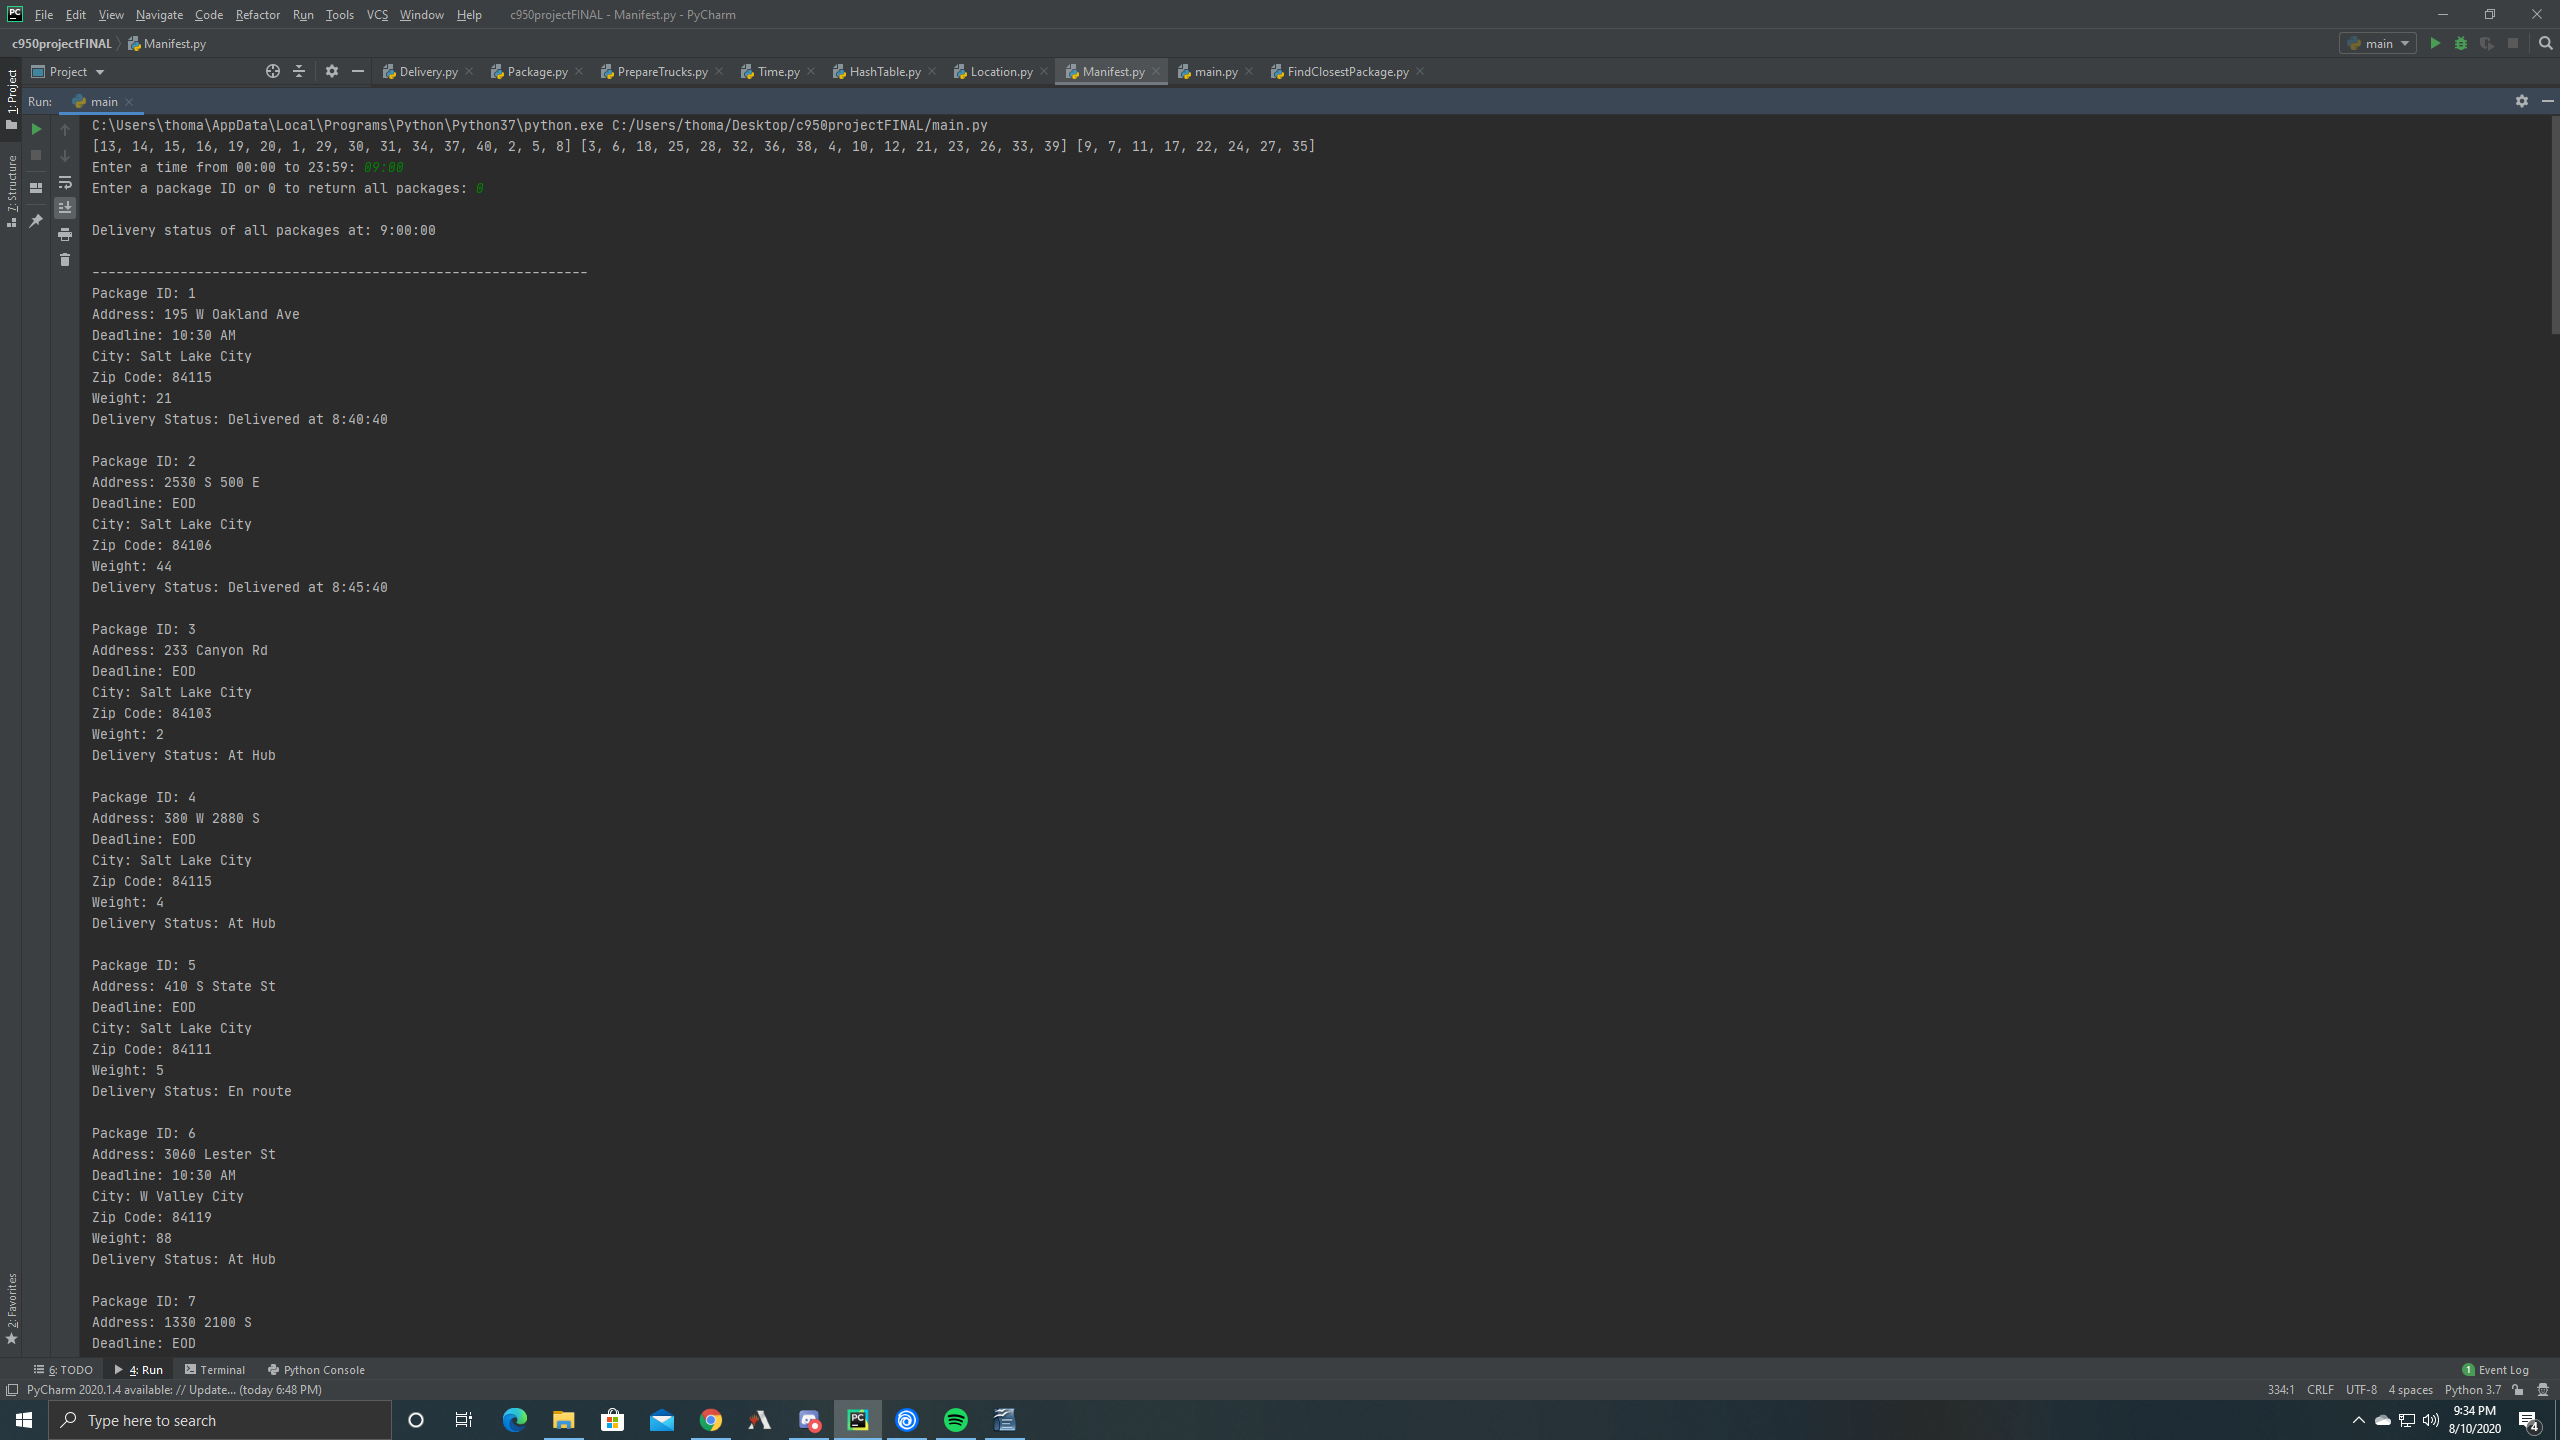 File Edit View Navigate Code Refactor Run Tools VCS Window Help c950projectFINAL - Manifest.py - PyCharm
c950projectFINAL Manifest.py main
Project Delivery.py Package.py PrepareTrucks.py Time.py HashTable.py Location.py Manifest.py main.py FindClosestPackage.py
1: Project
7: Structure
2: Favorites
Run: main
C:\Users\thoma\AppData\Local\Programs\Python\Python37\python.exe C:/Users/thoma/Desktop/c950projectFINAL/main.py
[13, 14, 15, 16, 19, 20, 1, 29, 30, 31, 34, 37, 40, 2, 5, 8] [3, 6, 18, 25, 28, 32, 36, 38, 4, 10, 12, 21, 23, 26, 33, 39] [9, 7, 11, 17, 22, 24, 27, 35]
Enter a time from 00:00 to 23:59: 09:00
Enter a package ID or 0 to return all packages: 0
Delivery status of all packages at: 9:00:00
--------------------------------------------------------------
Package ID: 1
Address: 195 W Oakland Ave
Deadline: 10:30 AM
City: Salt Lake City
Zip Code: 84115
Weight: 21
Delivery Status: Delivered at 8:40:40
Package ID: 2
Address: 2530 S 500 E
Deadline: EOD
City: Salt Lake City
Zip Code: 84106
Weight: 44
Delivery Status: Delivered at 8:45:40
Package ID: 3
Address: 233 Canyon Rd
Deadline: EOD
City: Salt Lake City
Zip Code: 84103
Weight: 2
Delivery Status: At Hub
Package ID: 4
Address: 380 W 2880 S
Deadline: EOD
City: Salt Lake City
Zip Code: 84115
Weight: 4
Delivery Status: At Hub
Package ID: 5
Address: 410 S State St
Deadline: EOD
City: Salt Lake City
Zip Code: 84111
Weight: 5
Delivery Status: En route
Package ID: 6
Address: 3060 Lester St
Deadline: 10:30 AM
City: W Valley City
Zip Code: 84119
Weight: 88
Delivery Status: At Hub
Package ID: 7
Address: 1330 2100 S
Deadline: EOD
6: TODO 4: Run Terminal Python Console 1 Event Log
PyCharm 2020.1.4 available: // Update... (today 6:48 PM) 334:1 CRLF UTF-8 4 spaces Python 3.7
Type here to search
9:34 PM
8/10/2020
4